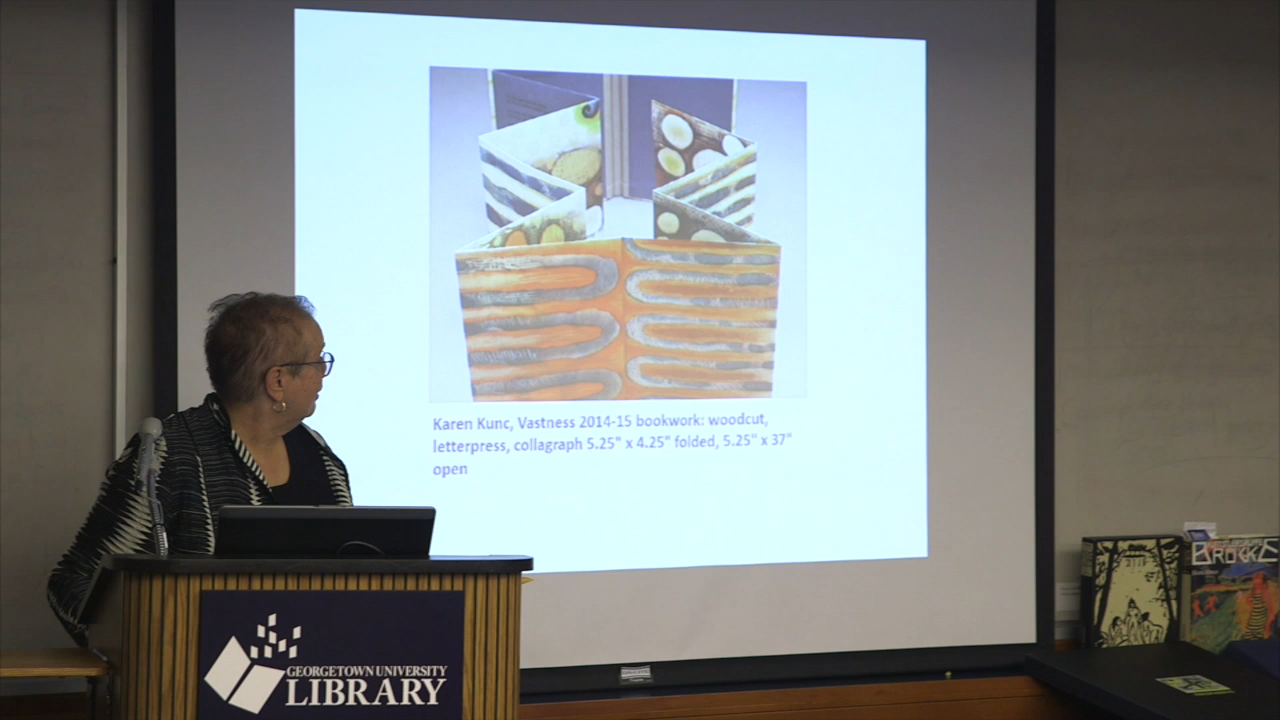 Karen Kunc, Vastness 2014-15 bookwork: woodcut,
letterpress, collagraph 5.25" x 4.25" folded, 5.25" x 37"
open
GEORGETOWN UNIVERSITY
LIBRARY